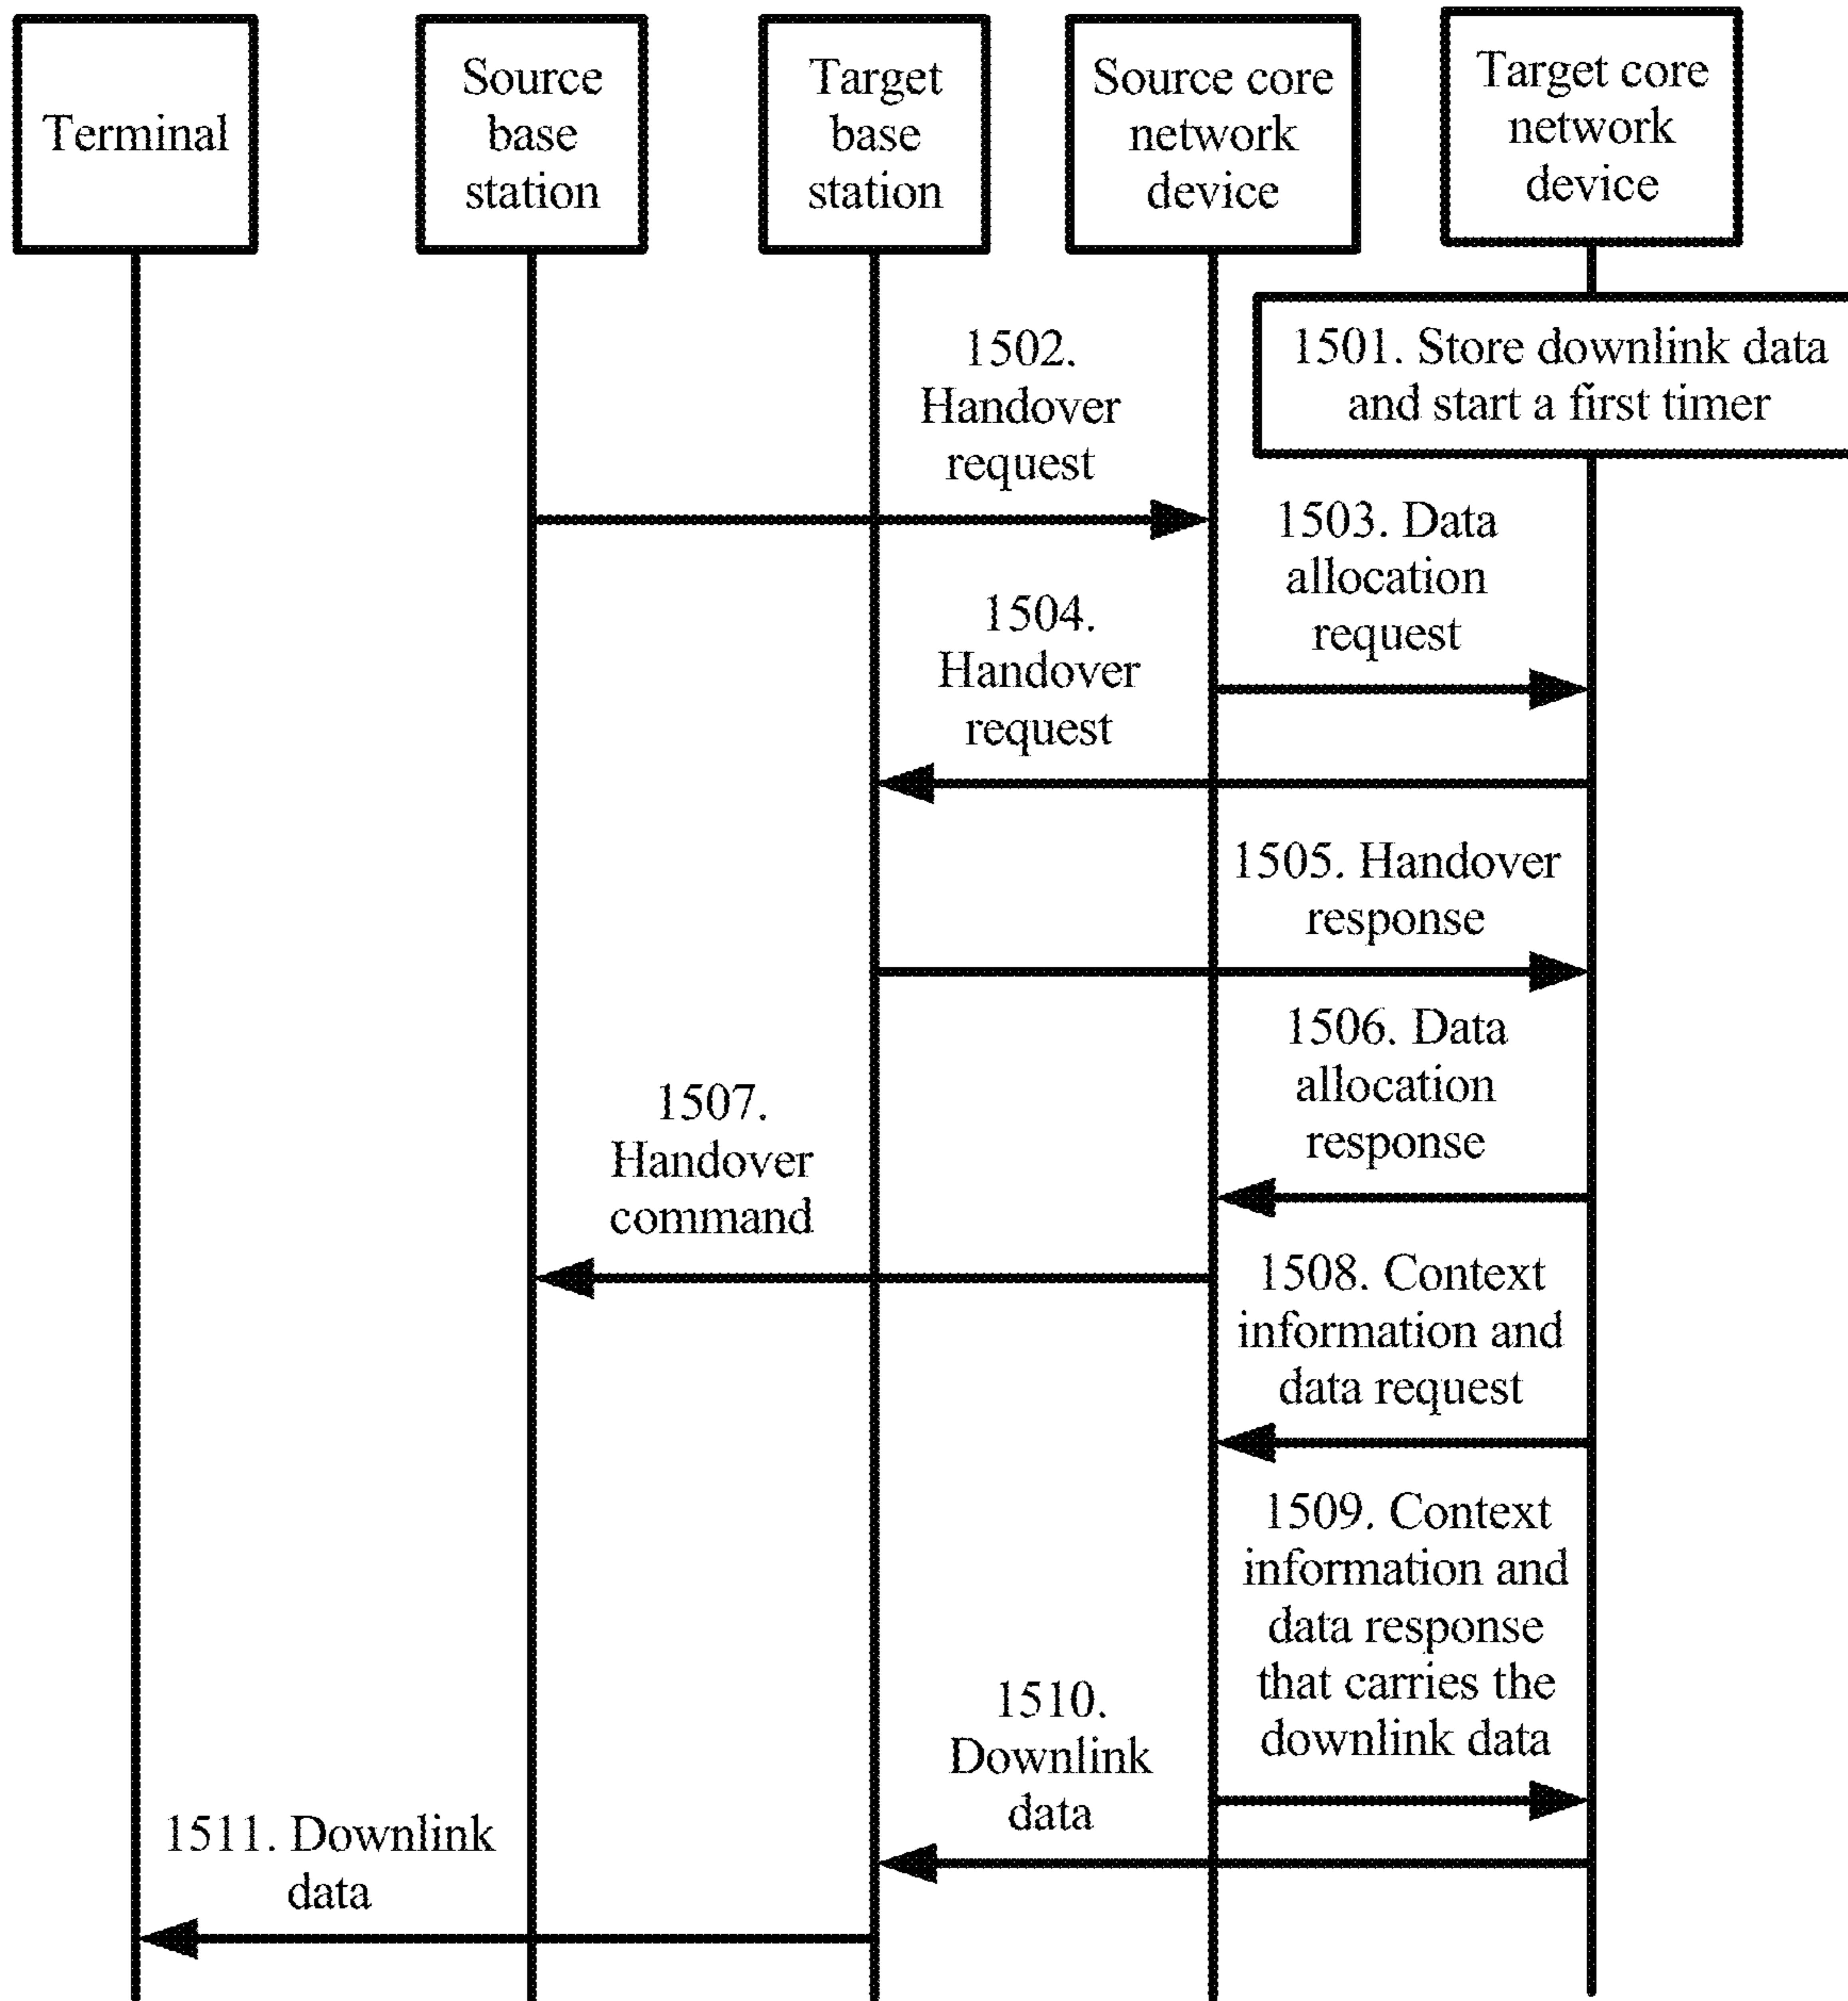 Terminal
Source
base
station
Target
base
station
Source core
network
device
Target core
network
device
1501. Store downlink data
and start a first timer
1502.
Handover
request
1503. Data
allocation
request
1504.
Handover
request
1505. Handover
response
1506. Data
allocation
response
1507.
Handover
command
1508. Context
information and
data request
1509. Context
information and
data response
that carries the
downlink data
1510.
Downlink
data
1511. Downlink
data